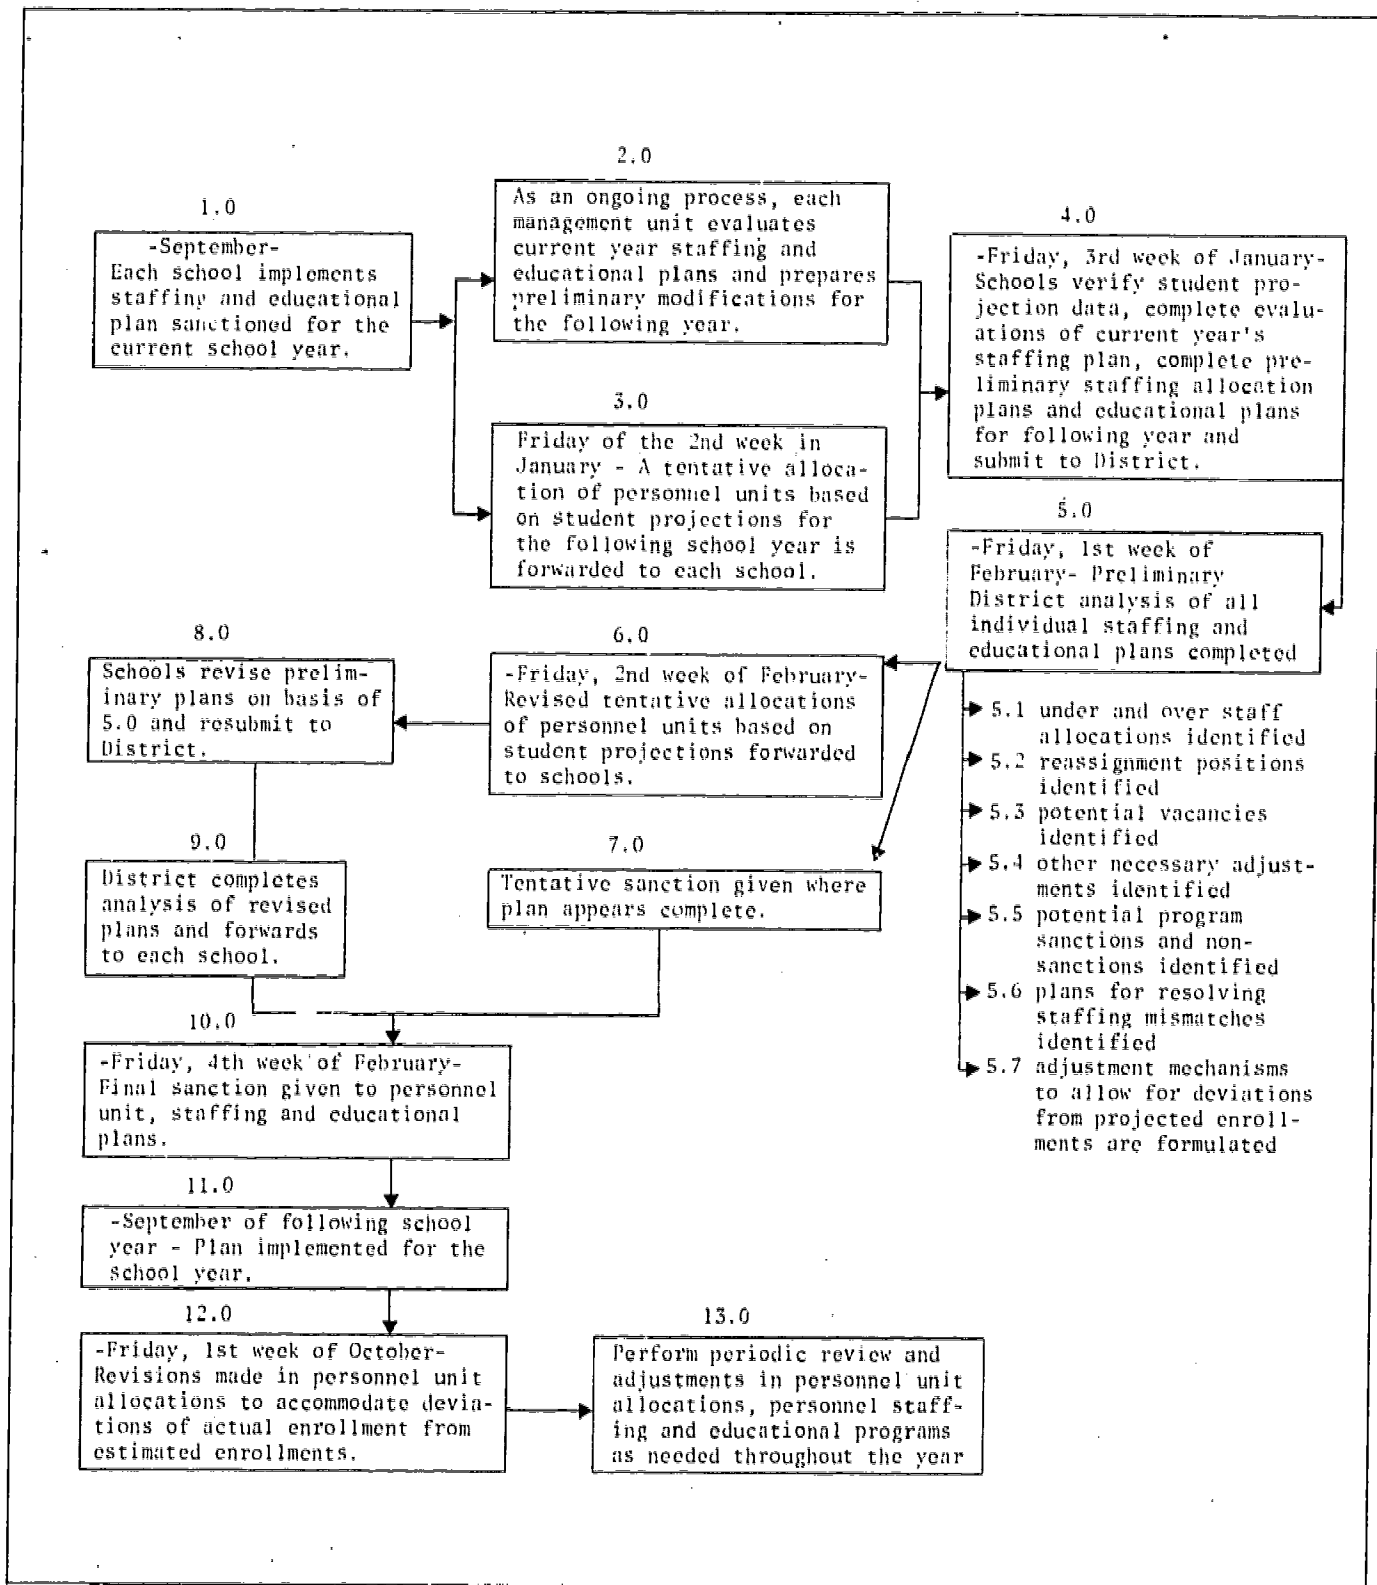 1.0
-September-
Each school implements
staffing and educational
plan sanctioned for the
current school year.
2.0
As an ongoing process, each
management unit evaluates
current year staffing and
educational plans and prepares
preliminary modifications for
the following year.
3.0
Friday of the 2nd week in
January - A tentative alloca-
tion of personnel units based
on student projections for
the following school year is
forwarded to each school.
4.0
-Friday, 3rd week of January-
Schools verify student pro-
jection data, complete evalu-
ations of current year's
staffing plan, complete pre-
liminary staffing allocation
plans and educational plans
for following year and
submit to District.
5.0
-Friday, 1st week of
February- Preliminary
District analysis of all
individual staffing and
educational plans completed
5.1 under and over staff
allocations identified
5.2 reassignment positions
identified
5.3 potential vacancies
identified
5.4 other necessary adjust-
ments identified
5.5 potential program
sanctions and non-
sanctions identified
5.6 plans for resolving
staffing mismatches
identified
5.7 adjustment mechanisms
to allow for deviations
from projected enroll-
ments are formulated
6.0
-Friday, 2nd week of February-
Revised tentative allocations
of personnel units based on
student projections forwarded
to schools.
7.0
Tentative sanction given where
plan appears complete.
8.0
Schools revise prelim-
inary plans on basis of
5.0 and resubmit to
District.
9.0
District completes
analysis of revised
plans and forwards
to each school.
10.0
-Friday, 4th week of February-
Final sanction given to personnel
unit, staffing and educational
plans.
11.0
-September of following school
year - Plan implemented for the
school year.
12.0
-Friday, 1st week of October-
Revisions made in personnel unit
allocations to accommodate devia-
tions of actual enrollment from
estimated enrollments.
13.0
Perform periodic review and
adjustments in personnel unit
allocations, personnel staff-
ing and educational programs
as needed throughout the year